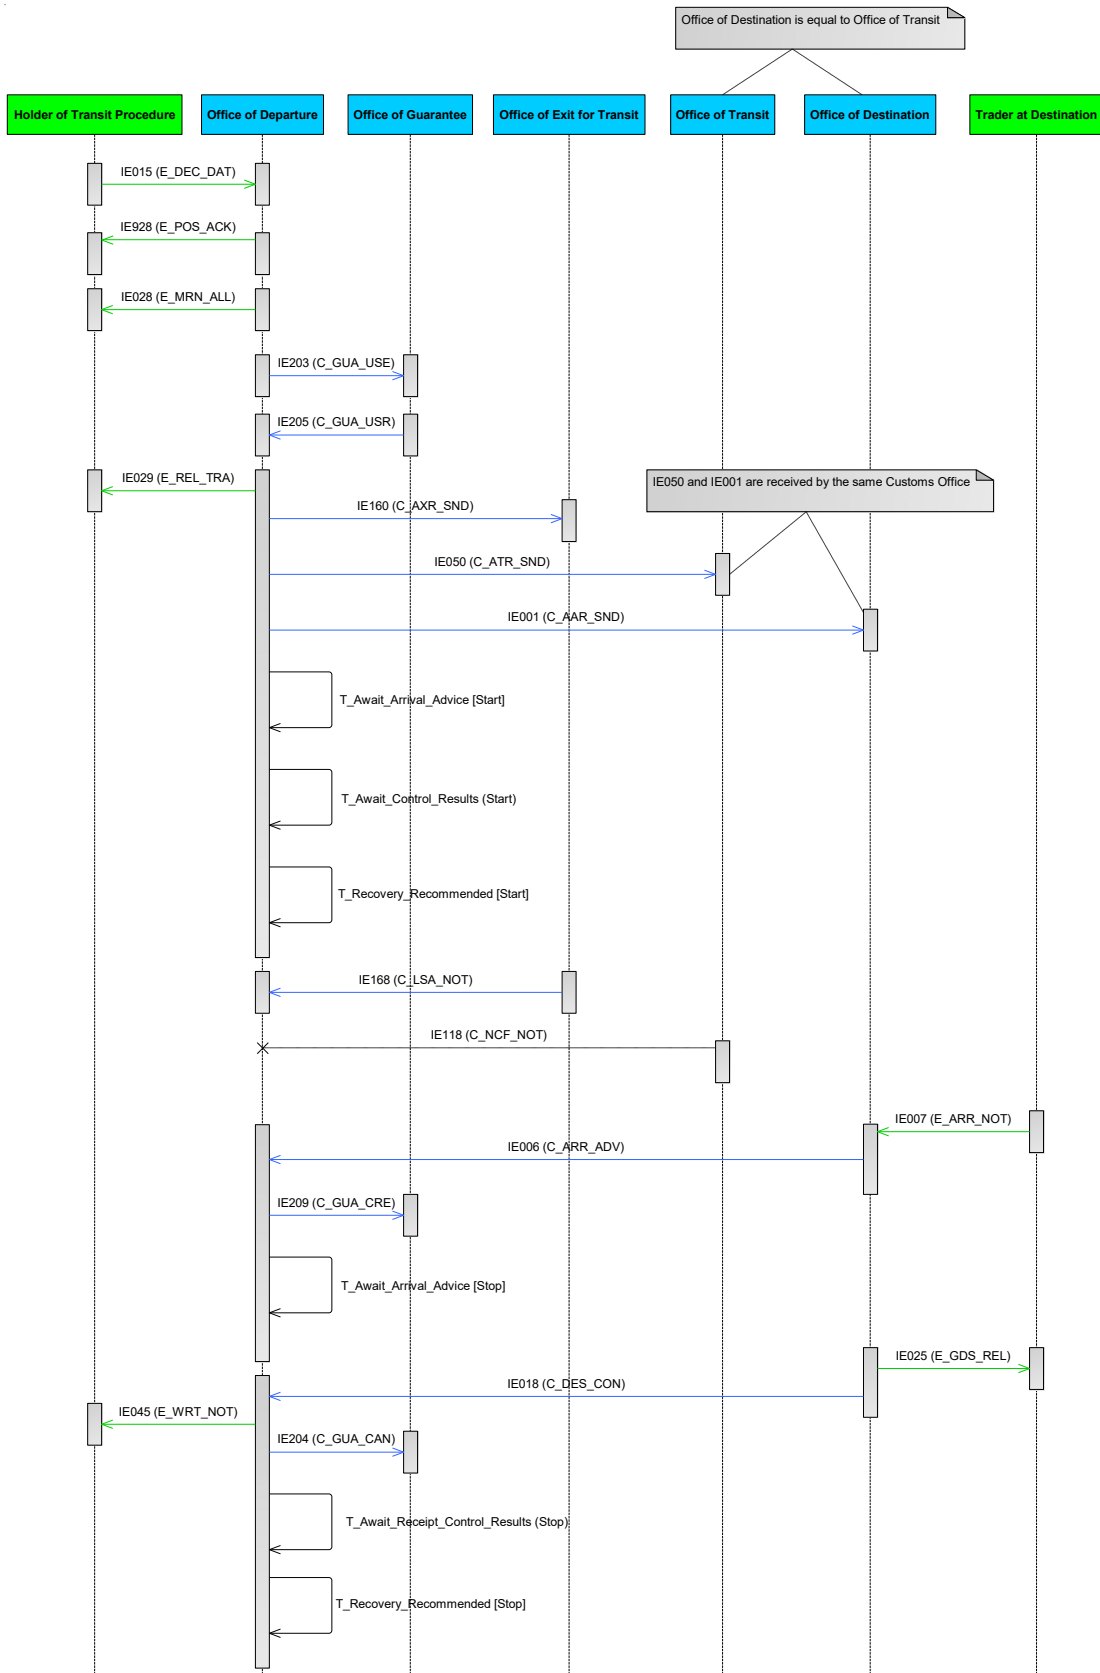 Office of Destination is equal to Office of Transit
Holder of Transit Procedure
Office of Departure
Office of Guarantee
Office of Exit for Transit
Office of Transit
Office of Destination
Trader at Destination
IE015 (E_DEC_DAT)
IE928 (E_POS_ACK)
IE028 (E_MRN_ALL)
IE203 (C_GUA_USE)
IE205 (C_GUA_USR)
IE029 (E_REL_TRA)
IE050 and IE001 are received by the same Customs Office
IE160 (C_AXR_SND)
IE050 (C_ATR_SND)
IE001 (C_AAR_SND)
T_Await_Arrival_Advice [Start]
T_Await_Control_Results (Start)
T_Recovery_Recommended [Start]
IE168 (C_LSA_NOT)
IE118 (C_NCF_NOT)
IE007 (E_ARR_NOT)
IE006 (C_ARR_ADV)
IE209 (C_GUA_CRE)
T_Await_Arrival_Advice [Stop]
IE025 (E_GDS_REL)
IE018 (C_DES_CON)
IE045 (E_WRT_NOT)
IE204 (C_GUA_CAN)
T_Await_Receipt_Control_Results (Stop)
T_Recovery_Recommended [Stop]